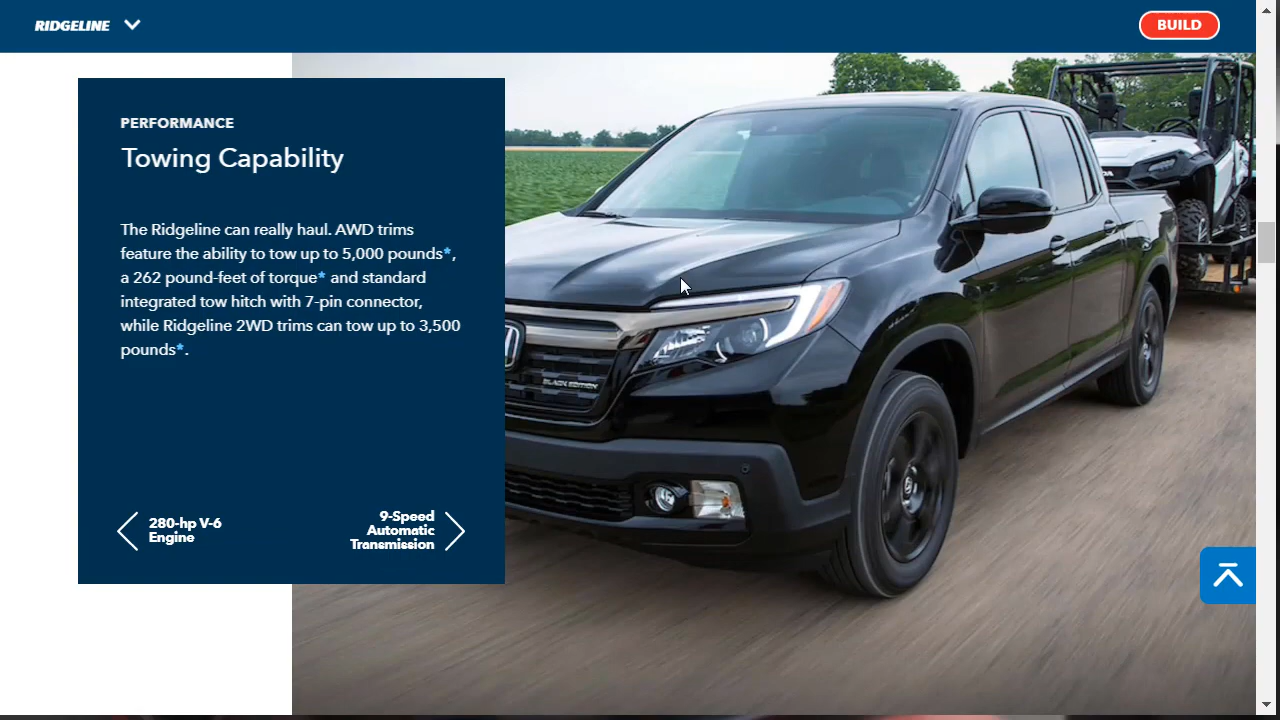 RIDGELINE
BUILD
PERFORMANCE
Towing Capability
The Ridgeline can really haul. AWD trims
feature the ability to tow up to 5,000 pounds*,
a 262 pound-feet of torque* and standard
integrated tow hitch with 7-pin connector,
while Ridgeline 2WD trims can tow up to 3,500
pounds*.
280-hp V-6
Engine
9-Speed
Automatic
Transmission
BLACK EDITION